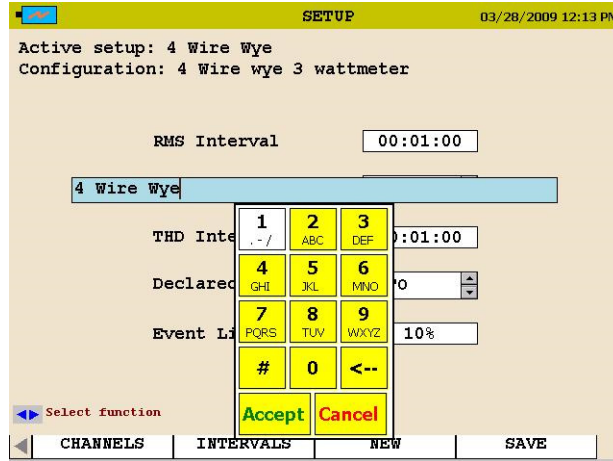 SETUP 03/28/2009 12:13 PM
Active setup: 4 Wire Wye
Configuration: 4 Wire wye 3 wattmeter
RMS Interval 00:01:00
4 Wire Wye
THD Inte :01:00
Declared
Event Li 10%
1 2 3
.-/ ABC DEF
4 5 6
GHI JKL MNO
7 8 9
PQRS TUV WXYZ
# 0 <--
Accept Cancel
Select function
CHANNELS INTERVALS NEW SAVE